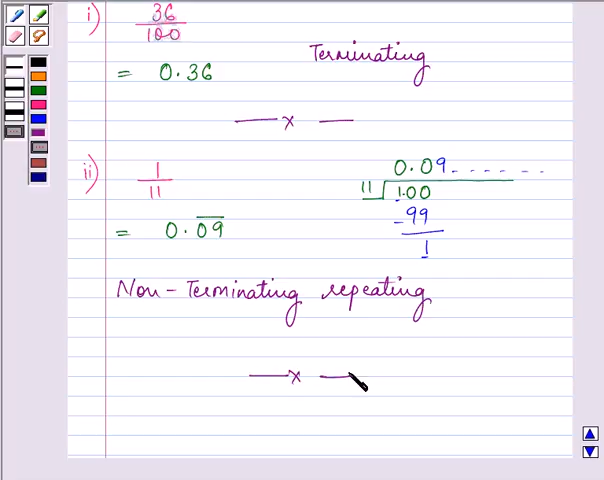 i) 36/100
Terminating
= 0.36
—— x ——
ii) 1/11
0.09.......
11 1.00
-99
1
= 0.0̅9̅
Non-Terminating repeating
—— x ——